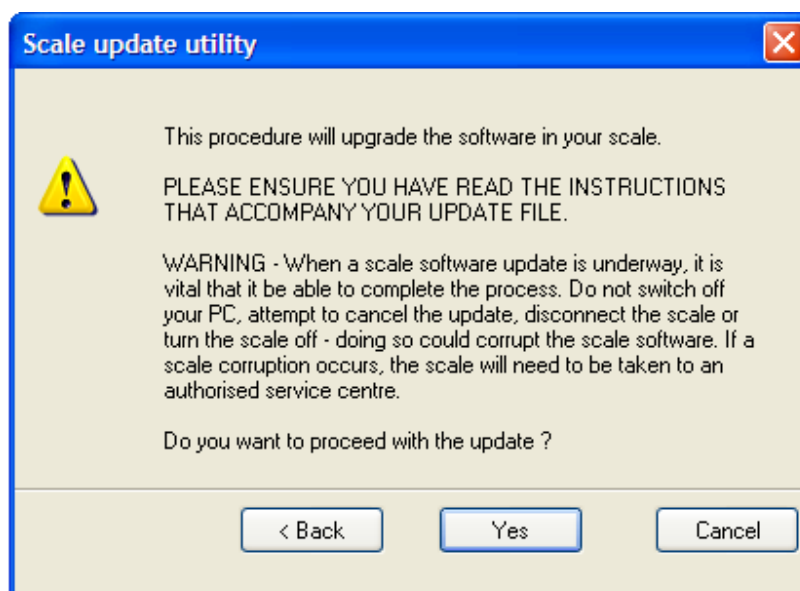 Scale update utility
This procedure will upgrade the software in your scale.
PLEASE ENSURE YOU HAVE READ THE INSTRUCTIONS
THAT ACCOMPANY YOUR UPDATE FILE.
WARNING - When a scale software update is underway, it is
vital that it be able to complete the process. Do not switch off
your PC, attempt to cancel the update, disconnect the scale or
turn the scale off - doing so could corrupt the scale software. If a
scale corruption occurs, the scale will need to be taken to an
authorised service centre.
Do you want to proceed with the update ?
< Back Yes Cancel